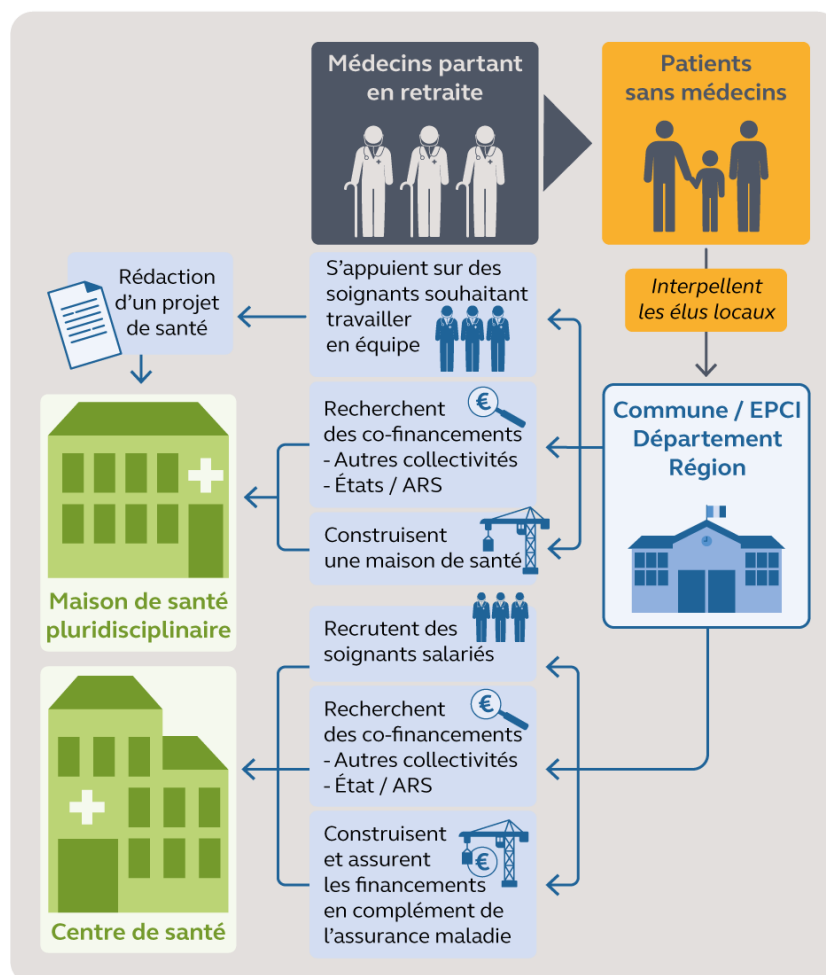 Médecins partant
en retraite
Patients
sans médecins
Interpellent
les élus locaux
Commune / EPCI
Département
Région
S'appuient sur des
soignants souhaitant
travailler
en équipe
Rédaction
d'un projet
de santé
Recherchent
des co-financements
- Autres collectivités
- États / ARS
Construisent
une maison de santé
Maison de santé
pluridisciplinaire
Recrutent des
soignants salariés
Recherchent
des co-financements
- Autres collectivités
- État / ARS
Construisent
et assurent
les financements
en complément de
l'assurance maladie
Centre de santé
€
€
€